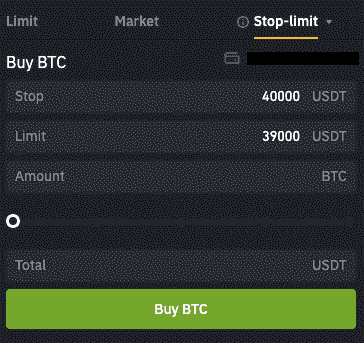 Limit Market Stop-limit
Buy BTC
Stop 40000 USDT
Limit 39000 USDT
Amount BTC
Total USDT
Buy BTC